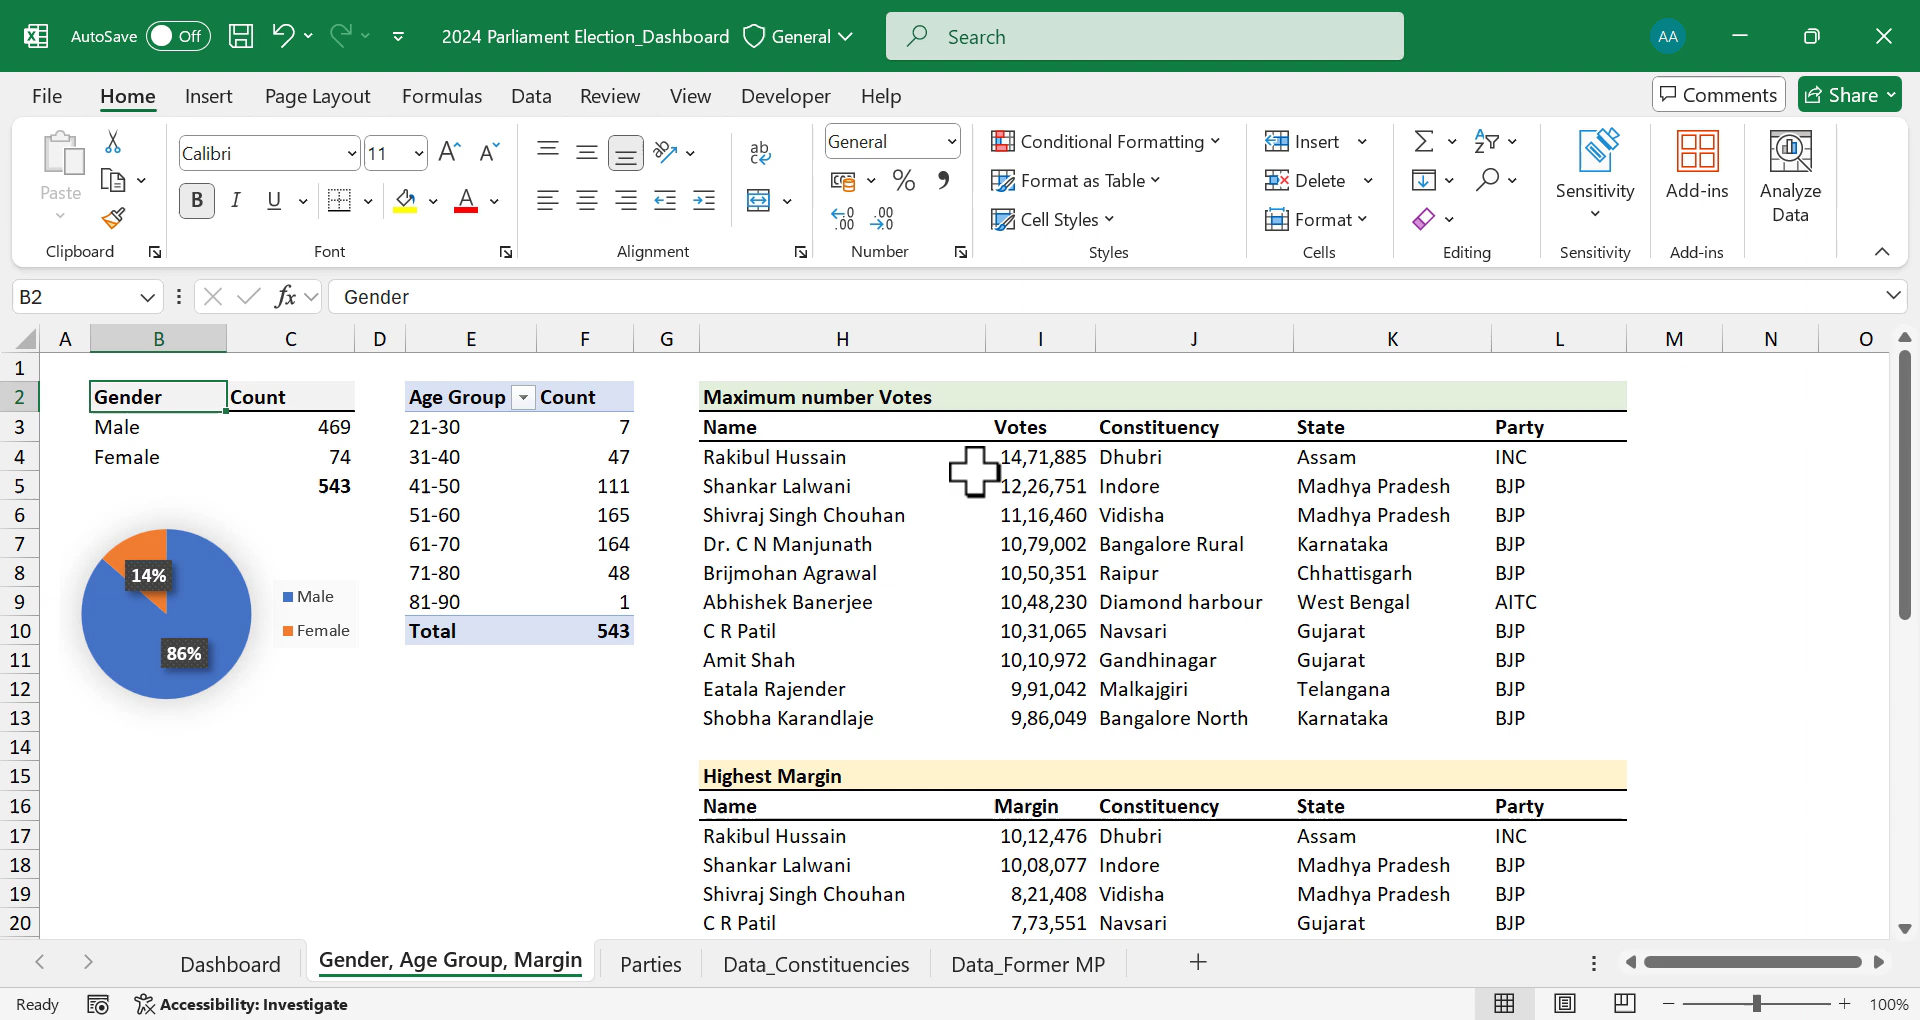 AutoSave Off 2024 Parliament Election_Dashboard General Search AA
File Home Insert Page Layout Formulas Data Review View Developer Help Comments Share
Paste Calibri 11 General Conditional Formatting Format as Table Cell Styles Insert Delete Format Sensitivity Add-ins Analyze Data
Clipboard Font Alignment Number Styles Cells Editing Sensitivity Add-ins
B2 fx Gender
A B C D E F G H I J K L M N O
1
2 Gender Count Age Group Count Maximum number Votes
3 Male 469 21-30 7 Name Votes Constituency State Party
4 Female 74 31-40 47 Rakibul Hussain 14,71,885 Dhubri Assam INC
5 543 41-50 111 Shankar Lalwani 12,26,751 Indore Madhya Pradesh BJP
6 51-60 165 Shivraj Singh Chouhan 11,16,460 Vidisha Madhya Pradesh BJP
7 61-70 164 Dr. C N Manjunath 10,79,002 Bangalore Rural Karnataka BJP
8 14% 71-80 48 Brijmohan Agrawal 10,50,351 Raipur Chhattisgarh BJP
9 Male 81-90 1 Abhishek Banerjee 10,48,230 Diamond harbour West Bengal AITC
10 Female Total 543 C R Patil 10,31,065 Navsari Gujarat BJP
11 86% Amit Shah 10,10,972 Gandhinagar Gujarat BJP
12 Eatala Rajender 9,91,042 Malkajgiri Telangana BJP
13 Shobha Karandlaje 9,86,049 Bangalore North Karnataka BJP
14
15 Highest Margin
16 Name Margin Constituency State Party
17 Rakibul Hussain 10,12,476 Dhubri Assam INC
18 Shankar Lalwani 10,08,077 Indore Madhya Pradesh BJP
19 Shivraj Singh Chouhan 8,21,408 Vidisha Madhya Pradesh BJP
20 C R Patil 7,73,551 Navsari Gujarat BJP
Dashboard Gender, Age Group, Margin Parties Data_Constituencies Data_Former MP
Ready Accessibility: Investigate 100%